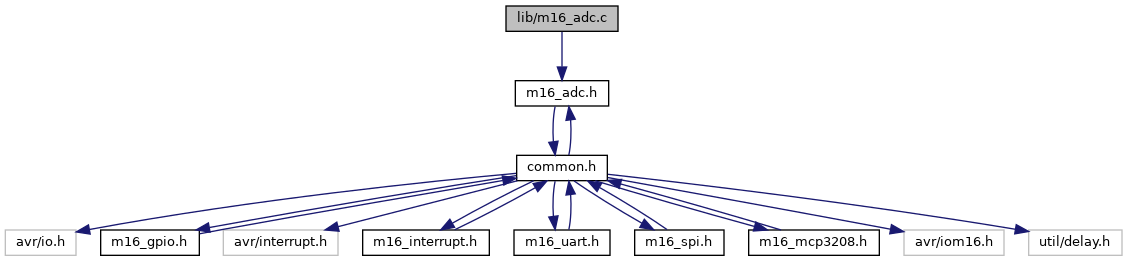 lib/m16_adc.c
m16_adc.h
common.h
avr/io.h
m16_gpio.h
avr/interrupt.h
m16_interrupt.h
m16_uart.h
m16_spi.h
m16_mcp3208.h
avr/iom16.h
util/delay.h